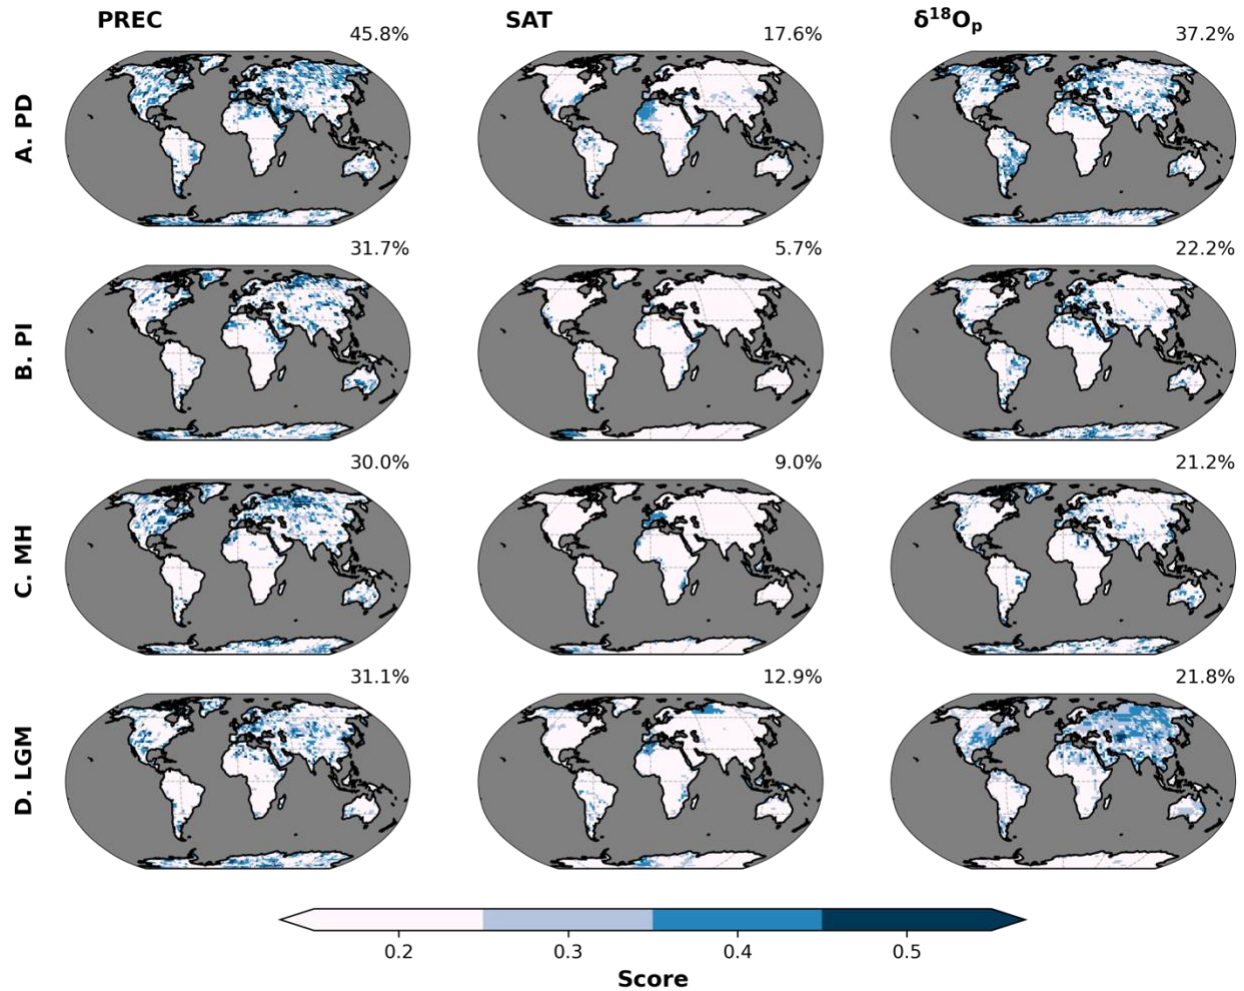 PREC
SAT
δ¹⁸Oₚ
45.8%
17.6%
37.2%
A. PD
31.7%
5.7%
22.2%
B. PI
30.0%
9.0%
21.2%
C. MH
31.1%
12.9%
21.8%
D. LGM
0.2
0.3
0.4
0.5
Score